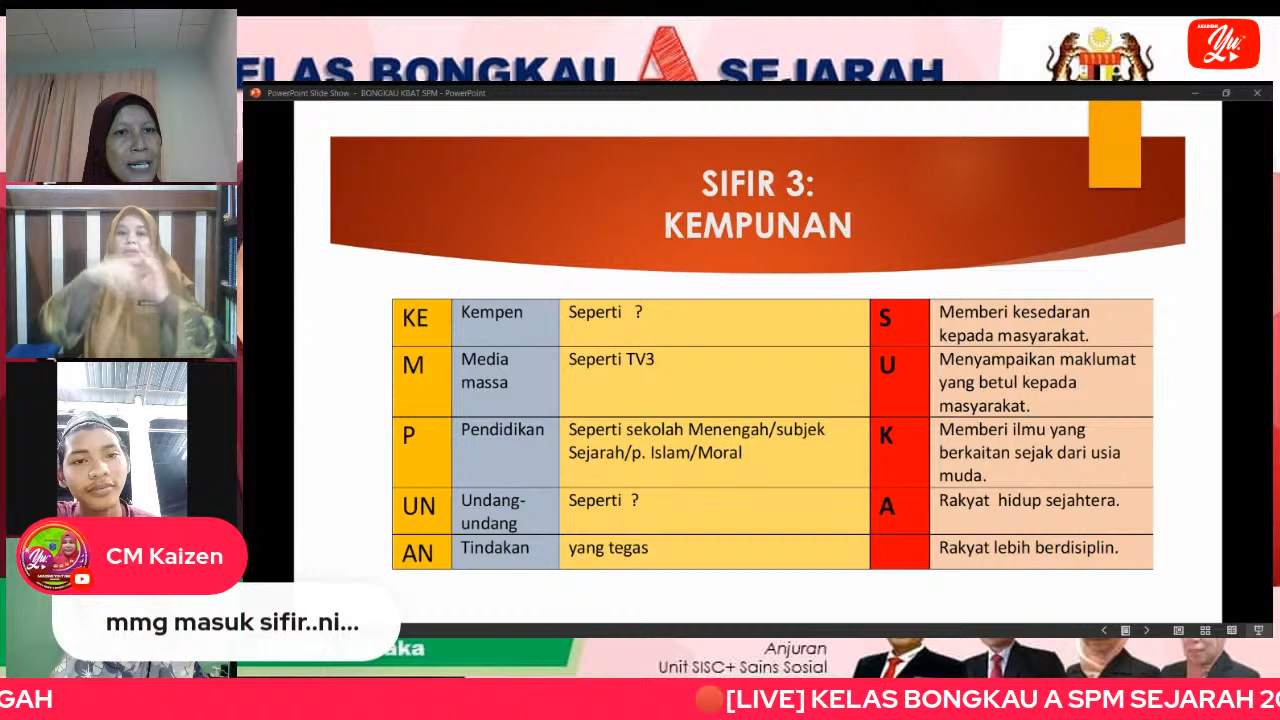 ELAS BONGKAU A SEJARAH
PowerPoint Slide Show - BONGKAU KBAT SPM - PowerPoint
SIFIR 3:
KEMPUNAN
KE Kempen Seperti ? S Memberi kesedaran
kepada masyarakat.
M Media Seperti TV3 U Menyampaikan maklumat
massa yang betul kepada
masyarakat.
P Pendidikan Seperti sekolah Menengah/subjek K Memberi ilmu yang
Sejarah/p. Islam/Moral berkaitan sejak dari usia
muda.
UN Undang- Seperti ? A Rakyat hidup sejahtera.
undang
AN Tindakan yang tegas Rakyat lebih berdisiplin.
CM Kaizen
mmg masuk sifir..ni...
aka
Anjuran
Unit SISC+ Sains Sosial
GAH
[LIVE] KELAS BONGKAU A SPM SEJARAH 20